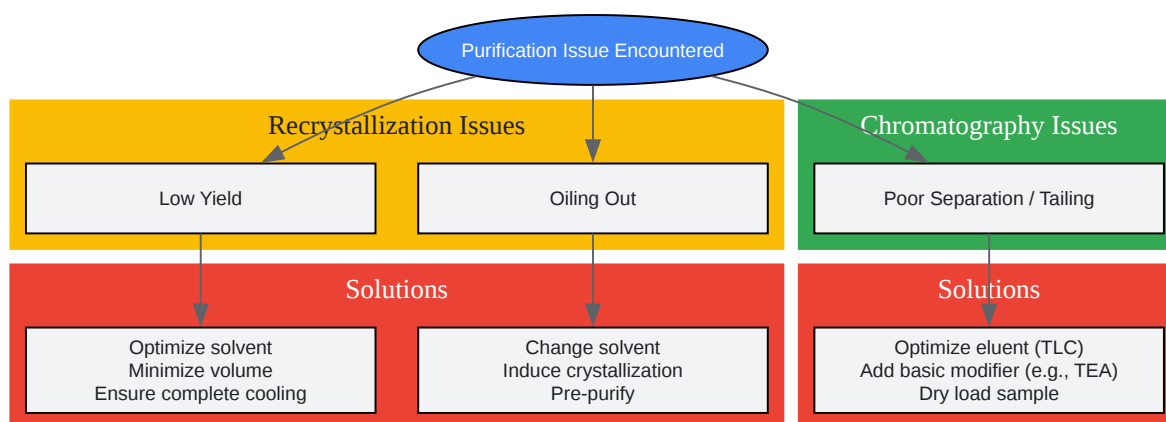 Purification Issue Encountered
Recrystallization Issues
Chromatography Issues
Low Yield
Oiling Out
Poor Separation / Tailing
Solutions
Solutions
Optimize solvent
Minimize volume
Ensure complete cooling
Change solvent
Induce crystallization
Pre-purify
Optimize eluent (TLC)
Add basic modifier (e.g., TEA)
Dry load sample